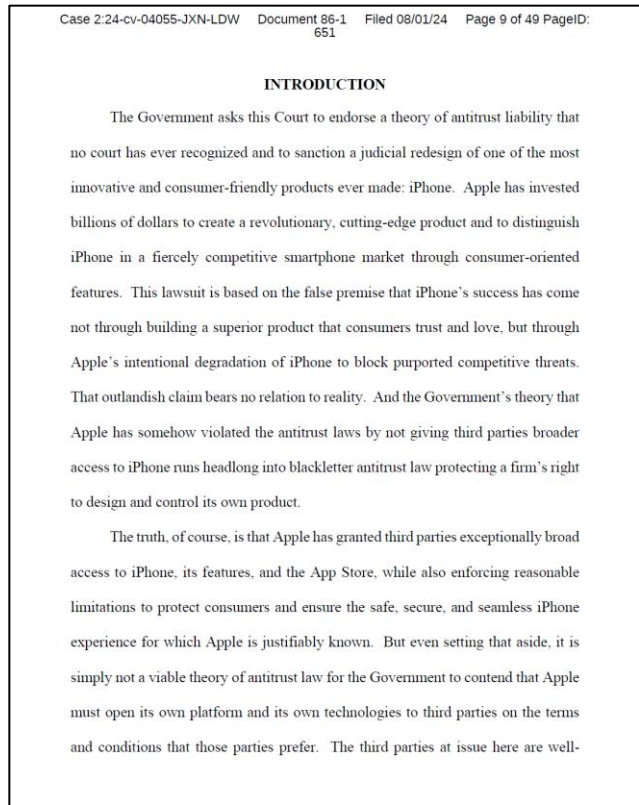 Case 2:24-cv-04055-JXN-LDW Document 86-1 Filed 08/01/24 Page 9 of 49 PageID:
651
INTRODUCTION
The Government asks this Court to endorse a theory of antitrust liability that
no court has ever recognized and to sanction a judicial redesign of one of the most
innovative and consumer-friendly products ever made: iPhone. Apple has invested
billions of dollars to create a revolutionary, cutting-edge product and to distinguish
iPhone in a fiercely competitive smartphone market through consumer-oriented
features. This lawsuit is based on the false premise that iPhone’s success has come
not through building a superior product that consumers trust and love, but through
Apple’s intentional degradation of iPhone to block purported competitive threats.
That outlandish claim bears no relation to reality. And the Government’s theory that
Apple has somehow violated the antitrust laws by not giving third parties broader
access to iPhone runs headlong into blackletter antitrust law protecting a firm’s right
to design and control its own product.
The truth, of course, is that Apple has granted third parties exceptionally broad
access to iPhone, its features, and the App Store, while also enforcing reasonable
limitations to protect consumers and ensure the safe, secure, and seamless iPhone
experience for which Apple is justifiably known. But even setting that aside, it is
simply not a viable theory of antitrust law for the Government to contend that Apple
must open its own platform and its own technologies to third parties on the terms
and conditions that those parties prefer. The third parties at issue here are well-